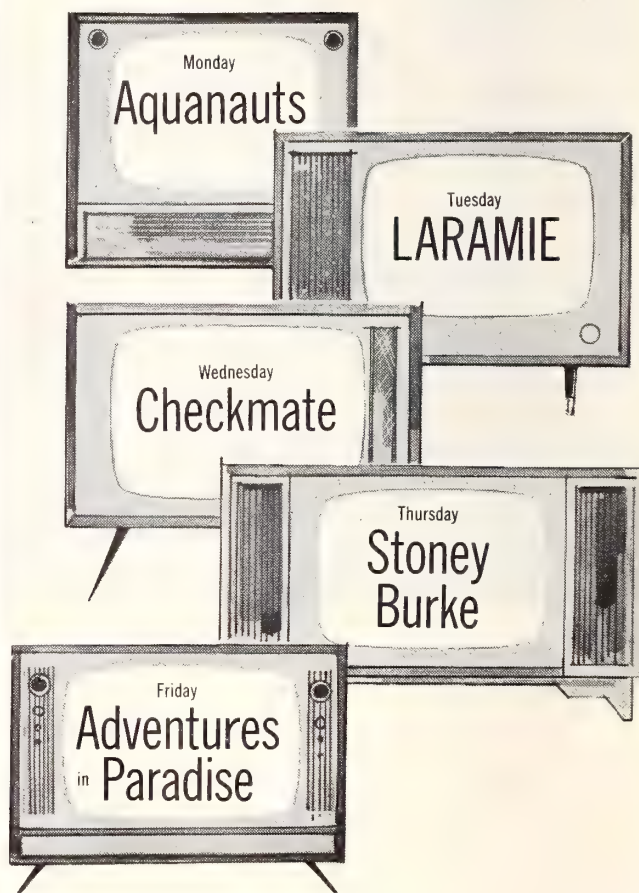 Monday
Aquanauts
Tuesday
LARAMIE
Wednesday
Checkmate
Thursday
Stoney
Burke
Friday
Adventures
in Paradise